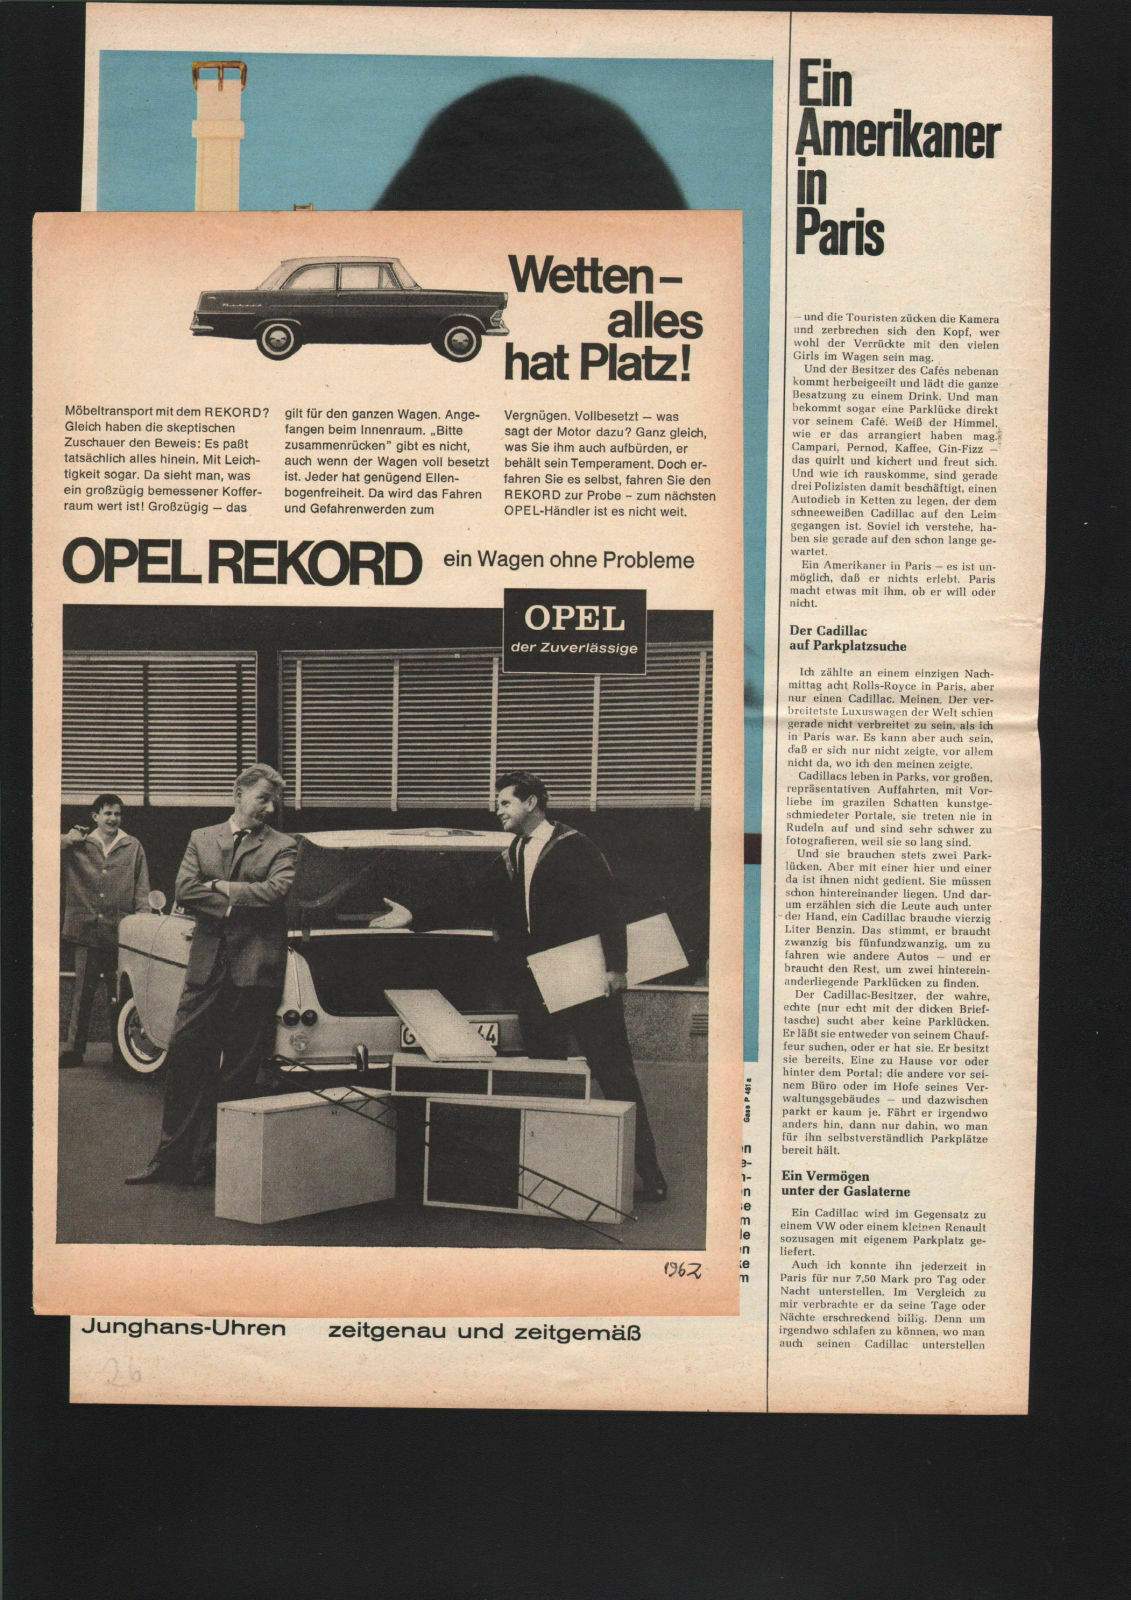 Wetten –
alles
hat Platz!
Möbeltransport mit dem REKORD?
Gleich haben die skeptischen
Zuschauer den Beweis: Es paßt
tatsächlich alles hinein. Mit Leich-
tigkeit sogar. Da sieht man, was
ein großzügig bemessener Koffer-
raum wert ist! Großzügig – das
gilt für den ganzen Wagen. Ange-
fangen beim Innenraum. „Bitte
zusammenrücken" gibt es nicht,
auch wenn der Wagen voll besetzt
ist. Jeder hat genügend Ellen-
bogenfreiheit. Da wird das Fahren
und Gefahrenwerden zum
Vergnügen. Vollbesetzt – was
sagt der Motor dazu? Ganz gleich,
was Sie ihm auch aufbürden, er
behält sein Temperament. Doch er-
fahren Sie es selbst, fahren Sie den
REKORD zur Probe – zum nächsten
OPEL-Händler ist es nicht weit.
OPEL REKORD
ein Wagen ohne Probleme
OPEL
der Zuverlässige
G
44
1962
Junghans-Uhren zeitgenau und zeitgemäß
26
Gass P 461 a
Ein
Amerikaner
in
Paris
– und die Touristen zücken die Kamera
und zerbrechen sich den Kopf, wer
wohl der Verrückte mit den vielen
Girls im Wagen sein mag.
Und der Besitzer des Cafés nebenan
kommt herbeigeeilt und lädt die ganze
Besatzung zu einem Drink. Und man
bekommt sogar eine Parklücke direkt
vor seinem Café. Weiß der Himmel,
wie er das arrangiert haben mag.
Campari, Pernod, Kaffee, Gin-Fizz –
das quirlt und kichert und freut sich.
Und wie ich rauskomme, sind gerade
drei Polizisten damit beschäftigt, einen
Autodieb in Ketten zu legen, der dem
schneeweißen Cadillac auf den Leim
gegangen ist. Soviel ich verstehe, ha-
ben sie gerade auf den schon lange ge-
wartet.
Ein Amerikaner in Paris – es ist un-
möglich, daß er nichts erlebt. Paris
macht etwas mit ihm, ob er will oder
nicht.
Der Cadillac
auf Parkplatzsuche
Ich zählte an einem einzigen Nach-
mittag acht Rolls-Royce in Paris, aber
nur einen Cadillac. Meinen. Der ver-
breitetste Luxuswagen der Welt schien
gerade nicht verbreitet zu sein, als ich
in Paris war. Es kann aber auch sein,
daß er sich nur nicht zeigte, vor allem
nicht da, wo ich den meinen zeigte.
Cadillacs leben in Parks, vor großen,
repräsentativen Auffahrten, mit Vor-
liebe im grazilen Schatten kunstge-
schmiedeter Portale, sie treten nie in
Rudeln auf und sind sehr schwer zu
fotografieren, weil sie so lang sind.
Und sie brauchen stets zwei Park-
lücken. Aber mit einer hier und einer
da ist ihnen nicht gedient. Sie müssen
schon hintereinander liegen. Und dar-
um erzählen sich die Leute auch unter
der Hand, ein Cadillac brauche vierzig
Liter Benzin. Das stimmt, er braucht
zwanzig bis fünfundzwanzig, um zu
fahren wie andere Autos – und er
braucht den Rest, um zwei hinterein-
anderliegende Parklücken zu finden.
Der Cadillac-Besitzer, der wahre,
echte (nur echt mit der dicken Brief-
tasche) sucht aber keine Parklücken.
Er läßt sie entweder von seinem Chauf-
feur suchen, oder er hat sie. Er besitzt
sie bereits. Eine zu Hause vor oder
hinter dem Portal; die andere vor sei-
nem Büro oder im Hofe seines Ver-
waltungsgebäudes – und dazwischen
parkt er kaum je. Fährt er irgendwo
anders hin, dann nur dahin, wo man
für ihn selbstverständlich Parkplätze
bereit hält.
Ein Vermögen
unter der Gaslaterne
Ein Cadillac wird im Gegensatz zu
einem VW oder einem kleinen Renault
sozusagen mit eigenem Parkplatz ge-
liefert.
Auch ich konnte ihn jederzeit in
Paris für nur 7,50 Mark pro Tag oder
Nacht unterstellen. Im Vergleich zu
mir verbrachte er da seine Tage oder
Nächte erschreckend billig. Denn um
irgendwo schlafen zu können, wo man
auch seinen Cadillac unterstellen